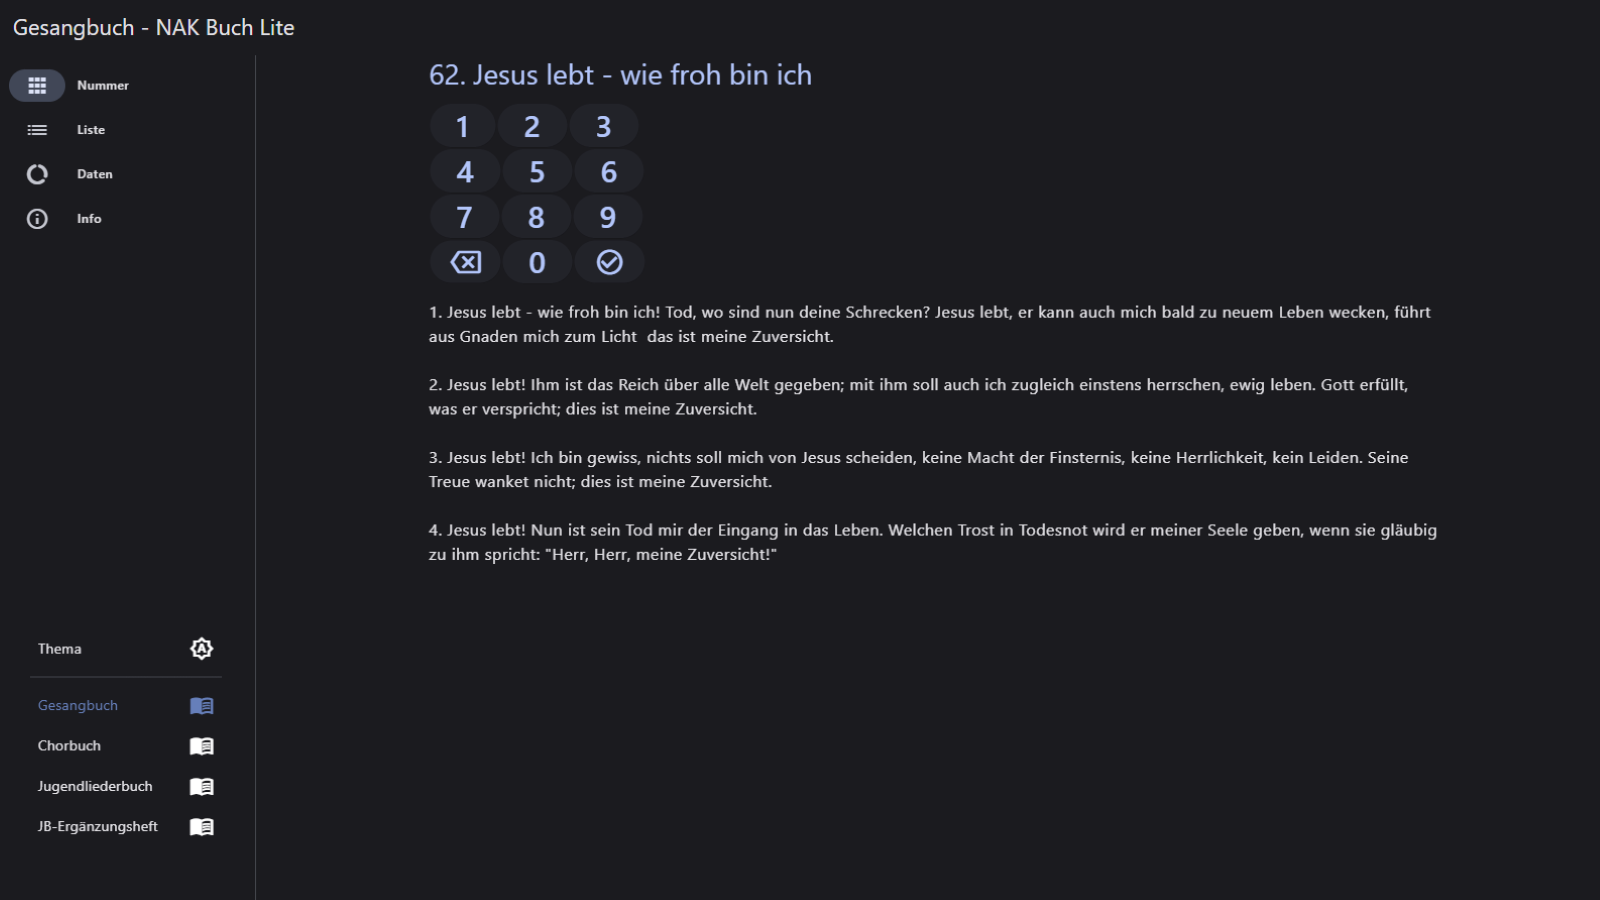 Gesangbuch - NAK Buch Lite
Nummer
Liste
Daten
Info
62. Jesus lebt - wie froh bin ich
1 2 3
4 5 6
7 8 9
0
1. Jesus lebt - wie froh bin ich! Tod, wo sind nun deine Schrecken? Jesus lebt, er kann auch mich bald zu neuem Leben wecken, führt
aus Gnaden mich zum Licht  das ist meine Zuversicht.
2. Jesus lebt! Ihm ist das Reich über alle Welt gegeben; mit ihm soll auch ich zugleich einstens herrschen, ewig leben. Gott erfüllt,
was er verspricht; dies ist meine Zuversicht.
3. Jesus lebt! Ich bin gewiss, nichts soll mich von Jesus scheiden, keine Macht der Finsternis, keine Herrlichkeit, kein Leiden. Seine
Treue wanket nicht; dies ist meine Zuversicht.
4. Jesus lebt! Nun ist sein Tod mir der Eingang in das Leben. Welchen Trost in Todesnot wird er meiner Seele geben, wenn sie gläubig
zu ihm spricht: "Herr, Herr, meine Zuversicht!"
Thema
A
Gesangbuch
Chorbuch
Jugendliederbuch
JB-Ergänzungsheft